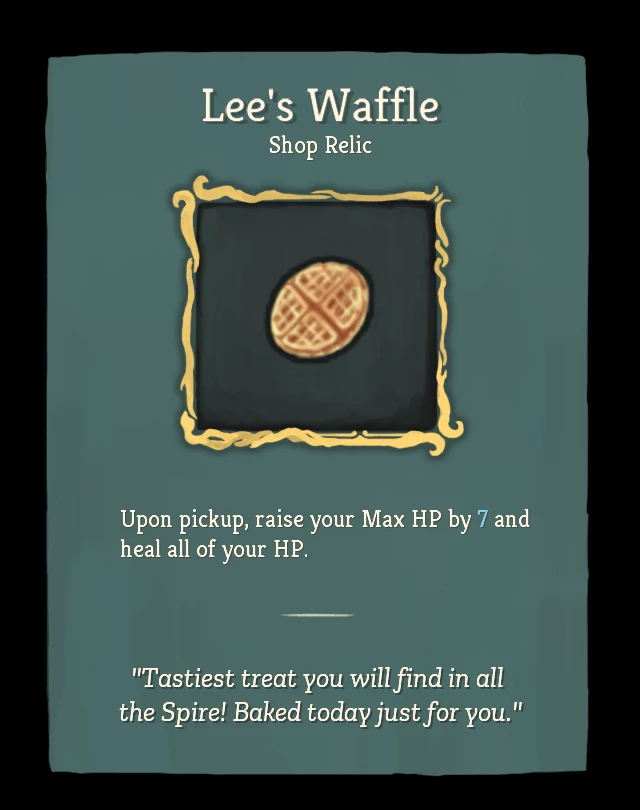 Lee's Waffle
Shop Relic
Upon pickup, raise your Max HP by 7 and
heal all of your HP.
"Tastiest treat you will find in all
the Spire! Baked today just for you."